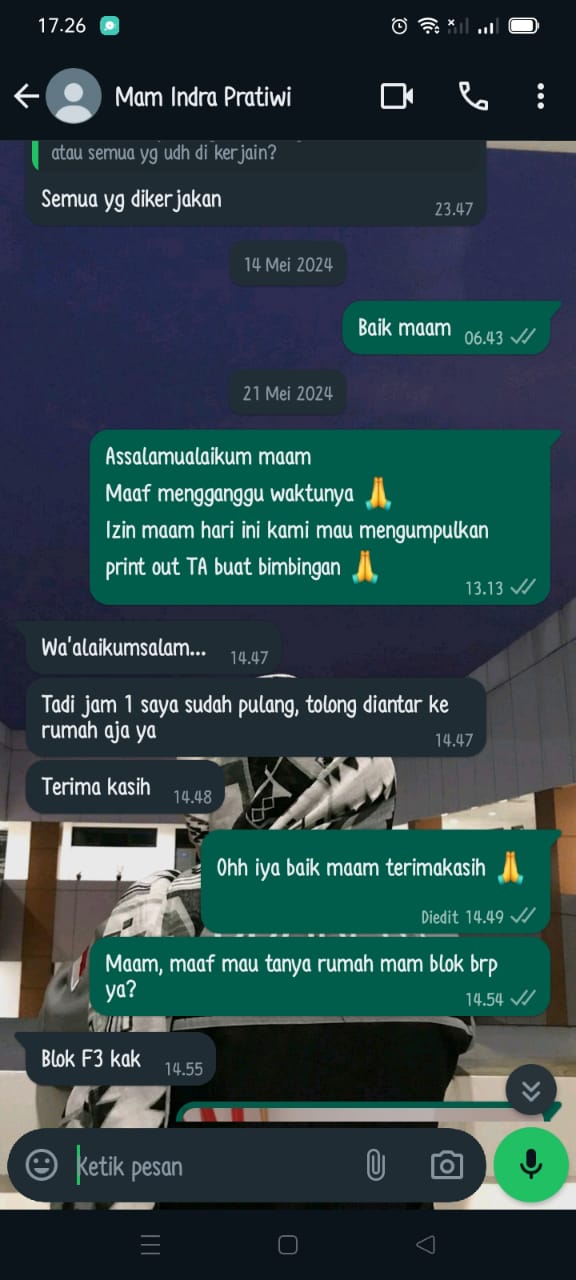 17.26
Mam Indra Pratiwi
atau semua yg udh di kerjain?
Semua yg dikerjakan
23.47
14 Mei 2024
Baik maam
06.43
21 Mei 2024
Assalamualaikum maam
Maaf mengganggu waktunya 🙏
Izin maam hari ini kami mau mengumpulkan
print out TA buat bimbingan 🙏
13.13
Wa'alaikumsalam...
14.47
Tadi jam 1 saya sudah pulang, tolong diantar ke
rumah aja ya
14.47
Terima kasih
14.48
Ohh iya baik maam terimakasih 🙏
Diedit 14.49
Maam, maaf mau tanya rumah mam blok brp
ya?
14.54
Blok F3 kak
14.55
Ketik pesan